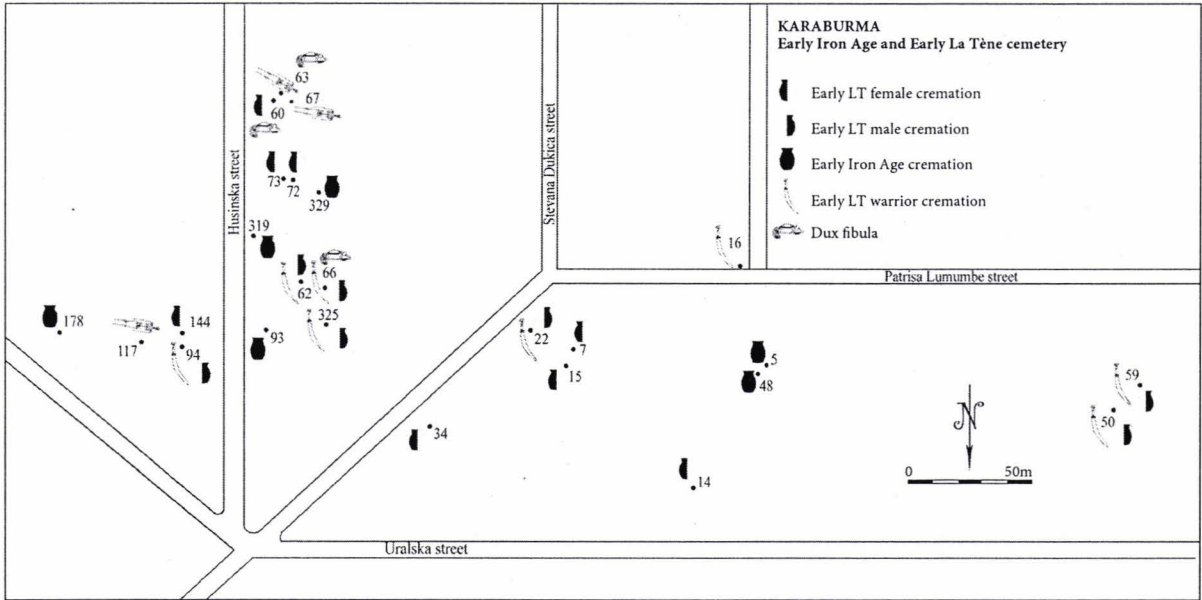 KARABURMA
Early Iron Age and Early La Tène cemetery
Early LT female cremation
Early LT male cremation
Early Iron Age cremation
Early LT warrior cremation
Dux fibula
Husinska street
Stevana Dukica street
Patrisa Lumumbe street
Uralska street
63
67
60
73
72
329
319
66
62
325
93
178
117
144
94
16
22
7
15
5
48
34
14
59
50
N
0
50m